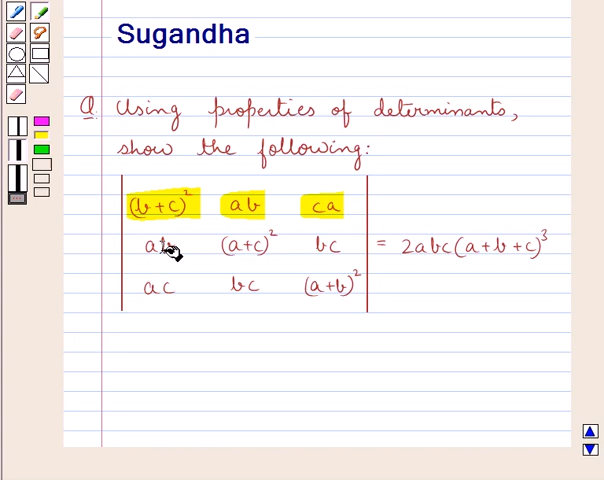 Sugandha
Q Using properties of determinants,
show the following:
(b+c)² ab ca
ab (a+c)² bc = 2abc(a+b+c)³
ac bc (a+b)²